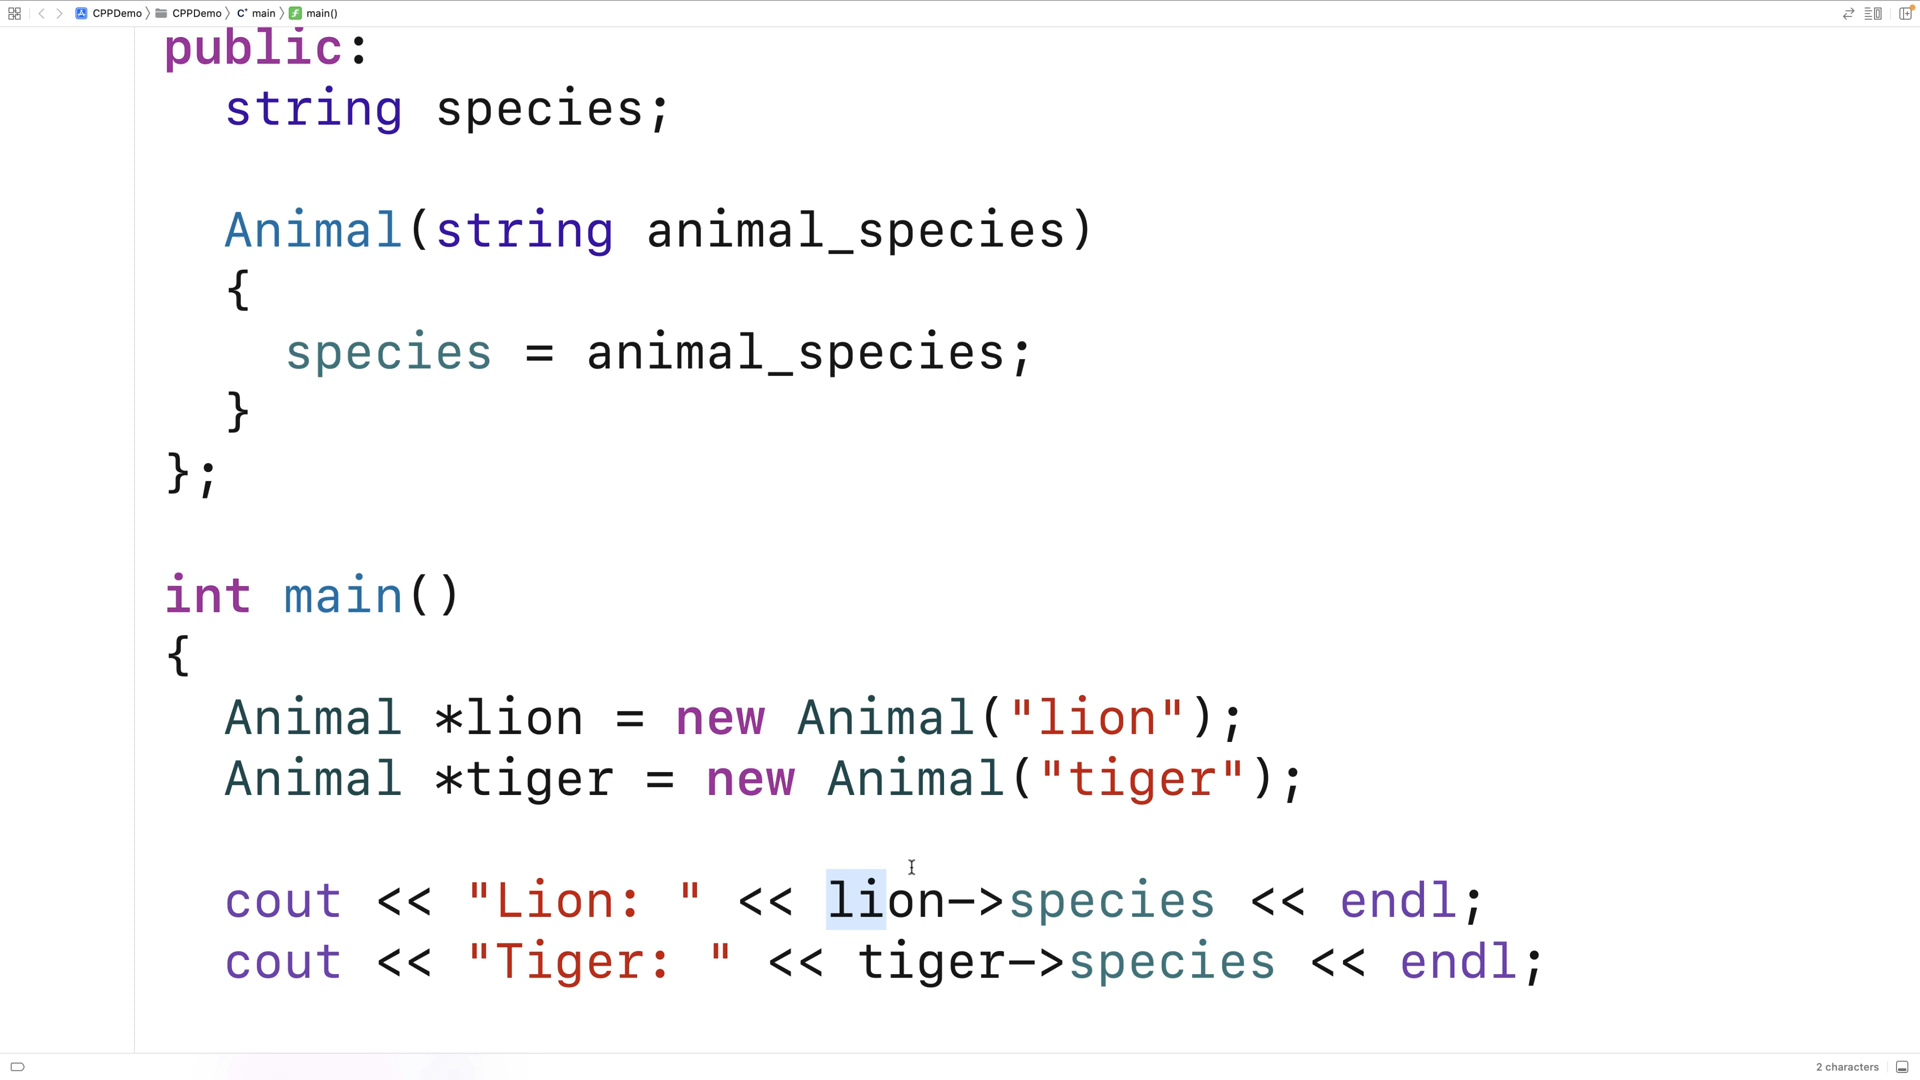 CPPDemo 〉 CPPDemo 〉 C⁺ main 〉 f main()
public:
string species;
Animal(string animal_species)
{
species = animal_species;
}
};
int main()
{
Animal *lion = new Animal("lion");
Animal *tiger = new Animal("tiger");
cout << "Lion: " << lion->species << endl;
cout << "Tiger: " << tiger->species << endl;
2 characters